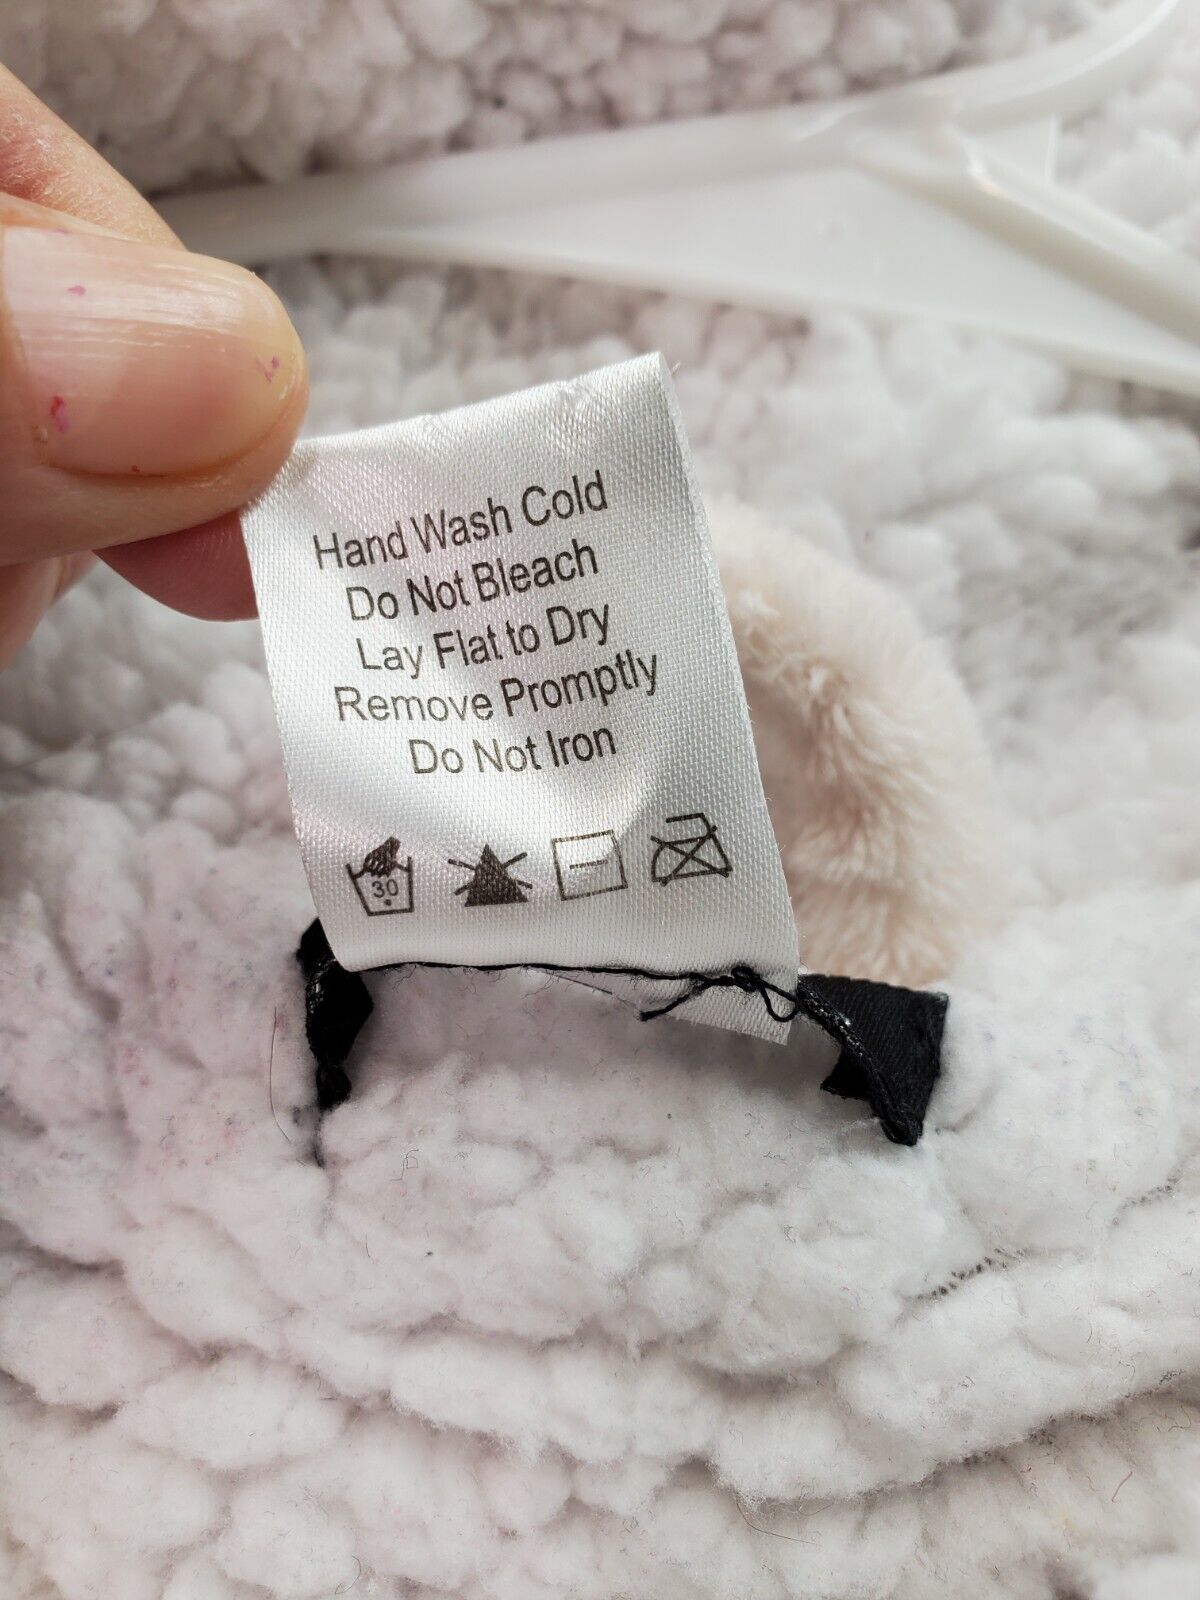 Hand Wash Cold
Do Not Bleach
Lay Flat to Dry
Remove Promptly
Do Not Iron
30